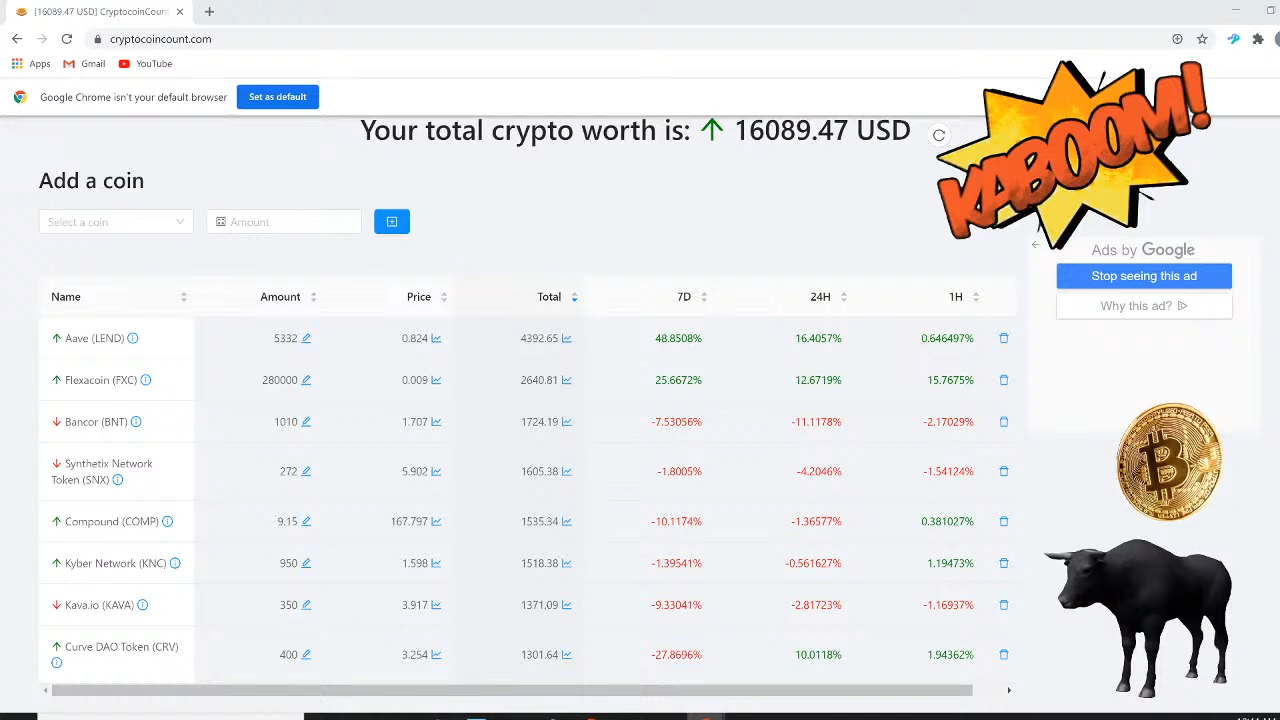 [16089.47 USD] CryptocoinCount
cryptocoincount.com
Apps Gmail YouTube
Google Chrome isn't your default browser Set as default
Your total crypto worth is: ↑ 16089.47 USD
KABOOM!
Add a coin
Select a coin Amount
Ads by Google
Stop seeing this ad
Why this ad?
Name Amount Price Total 7D 24H 1H
Aave (LEND) 5332 0.824 4392.65 48.8508% 16.4057% 0.646497%
Flexacoin (FXC) 280000 0.009 2640.81 25.6672% 12.6719% 15.7675%
Bancor (BNT) 1010 1.707 1724.19 -7.53056% -11.1178% -2.17029%
Synthetix Network
Token (SNX) 272 5.902 1605.38 -1.8005% -4.2046% -1.54124%
Compound (COMP) 9.15 167.797 1535.34 -10.1174% -1.36577% 0.381027%
Kyber Network (KNC) 950 1.598 1518.38 -1.39541% -0.561627% 1.19473%
Kava.io (KAVA) 350 3.917 1371.09 -9.33041% -2.81723% -1.16937%
Curve DAO Token (CRV) 400 3.254 1301.64 -27.8696% 10.0118% 1.94362%